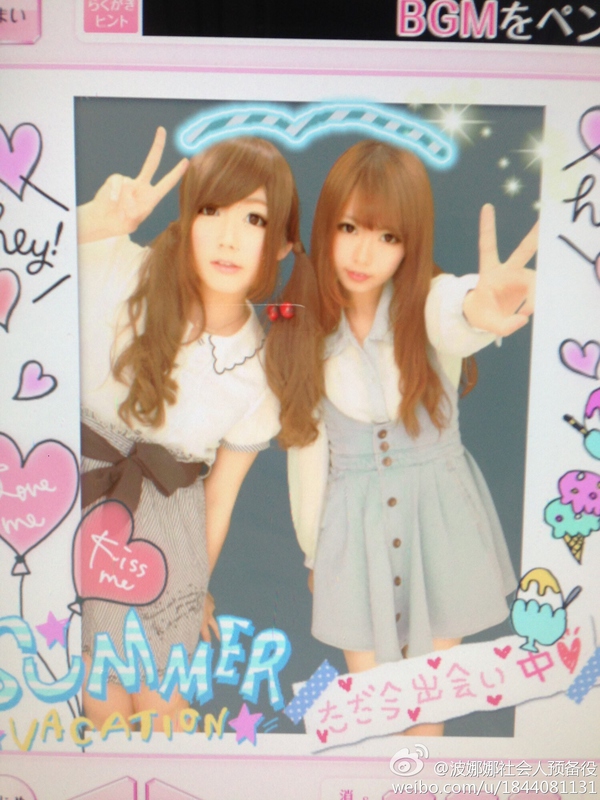 まい
らくがき
ヒント
BGMをペン
hey!
h
Love
me
Kiss
me
SUMMER
VACATION
ただ今出会い中
消
@波娜娜社会人预备役
weibo.com/u/1844081131